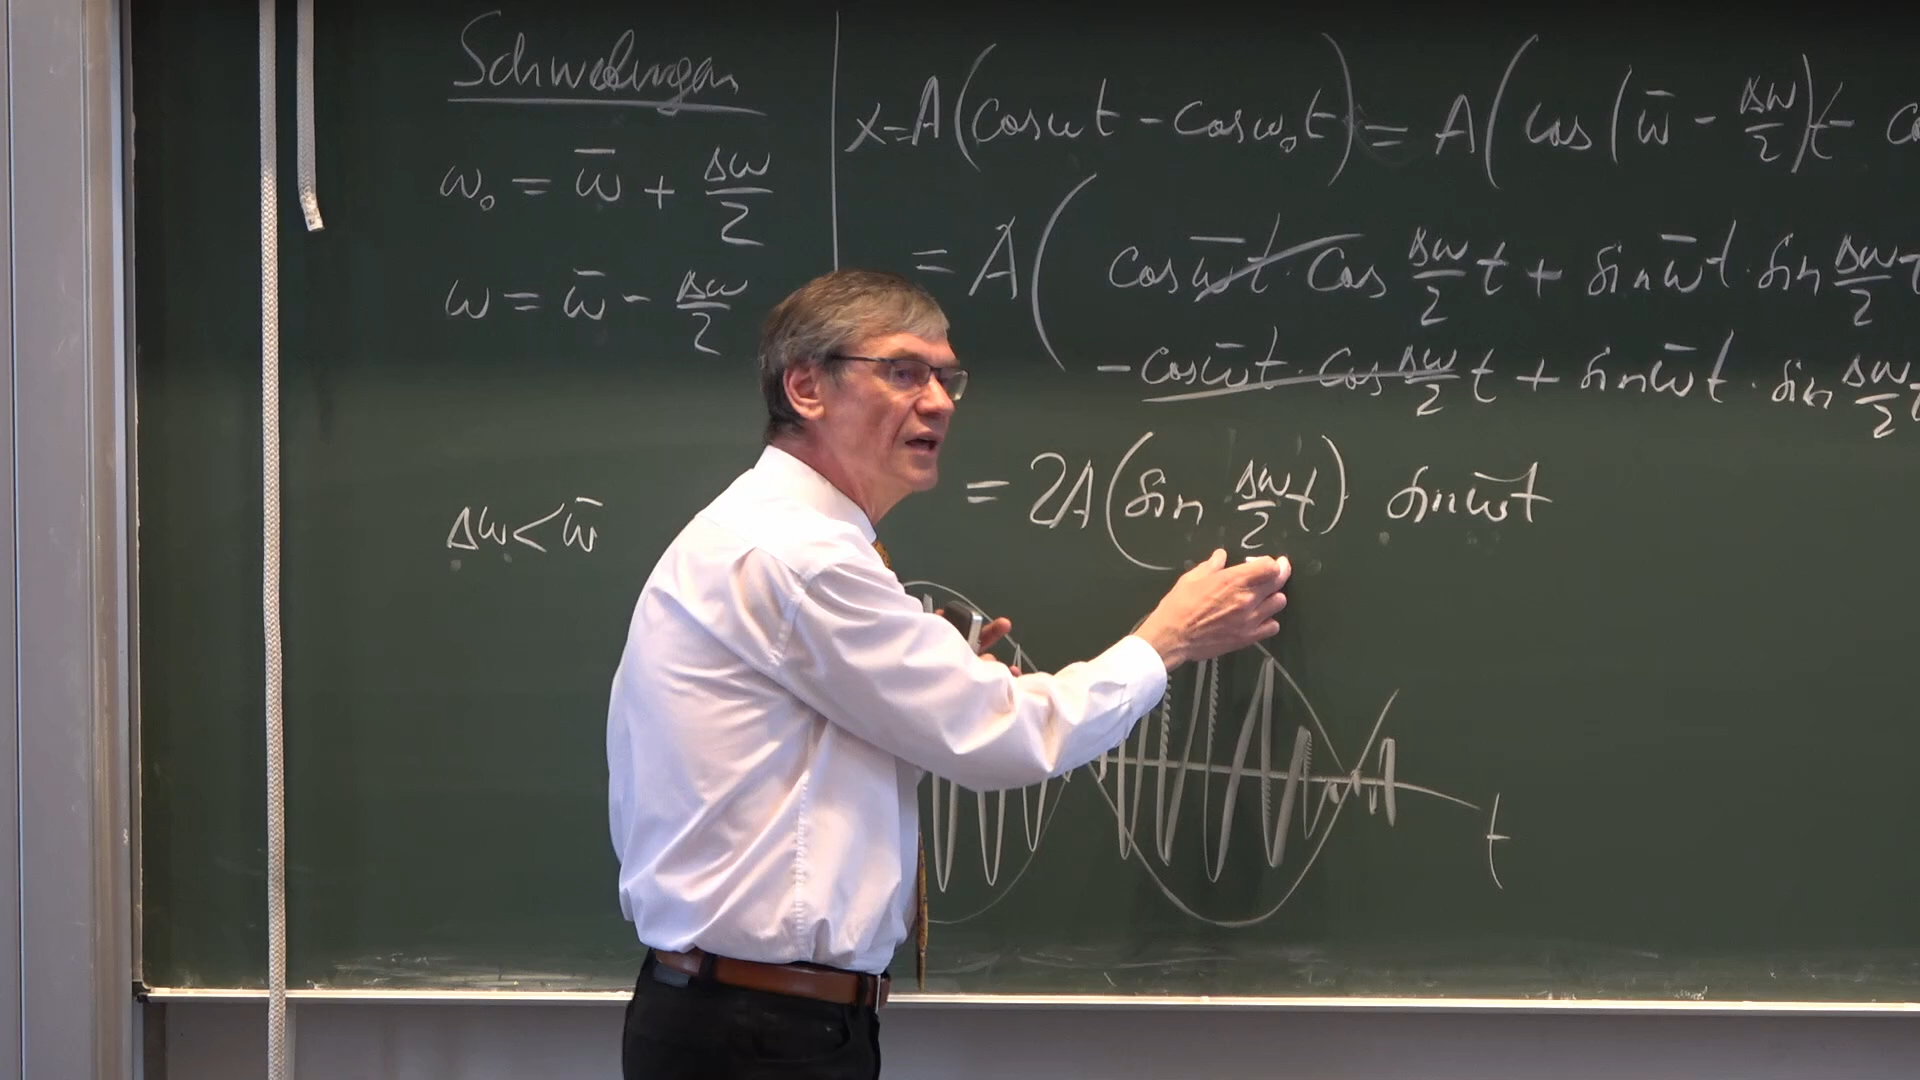 Schwebungen
ω₀ = ω̄ + Δω/2
ω = ω̄ - Δω/2
Δω < ω̄
x = A(cos ωt - cos ω₀t) = A(cos(ω̄ - Δω/2)t -
= A(cos ω̄t · cos Δω/2 t + sin ω̄t · sin Δω/2 t
- cos ω̄t · cos Δω/2 t + sin ω̄t · sin Δω/2 t
= 2A(sin Δω/2 t) · sin ω̄t
t